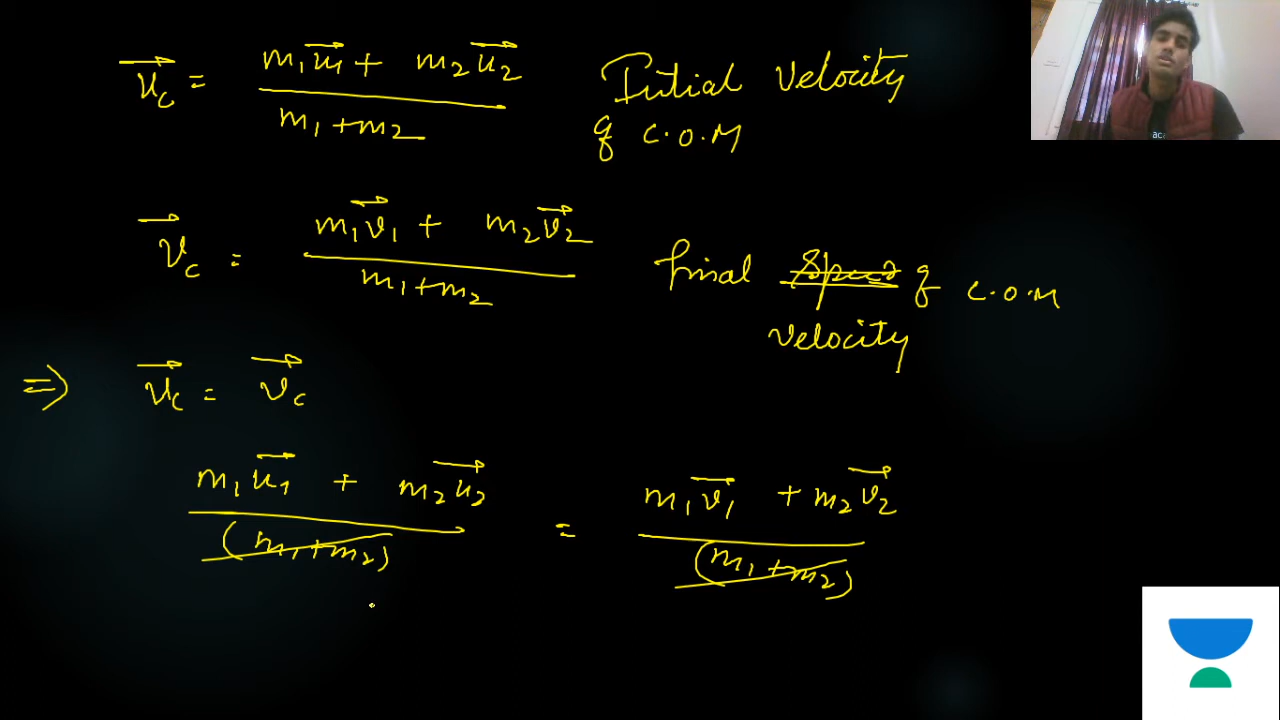 u⃗c = (m₁u⃗₁ + m₂u⃗₂) / (m₁+m₂) Initial Velocity
of C.O.M
v⃗c = (m₁v⃗₁ + m₂v⃗₂) / (m₁+m₂) final ~~Speed~~ of C.O.M
velocity
⇒ u⃗c = v⃗c
(m₁u⃗₁ + m₂u⃗₂) / (m₁+m₂) = (m₁v⃗₁ + m₂v⃗₂) / (m₁+m₂)